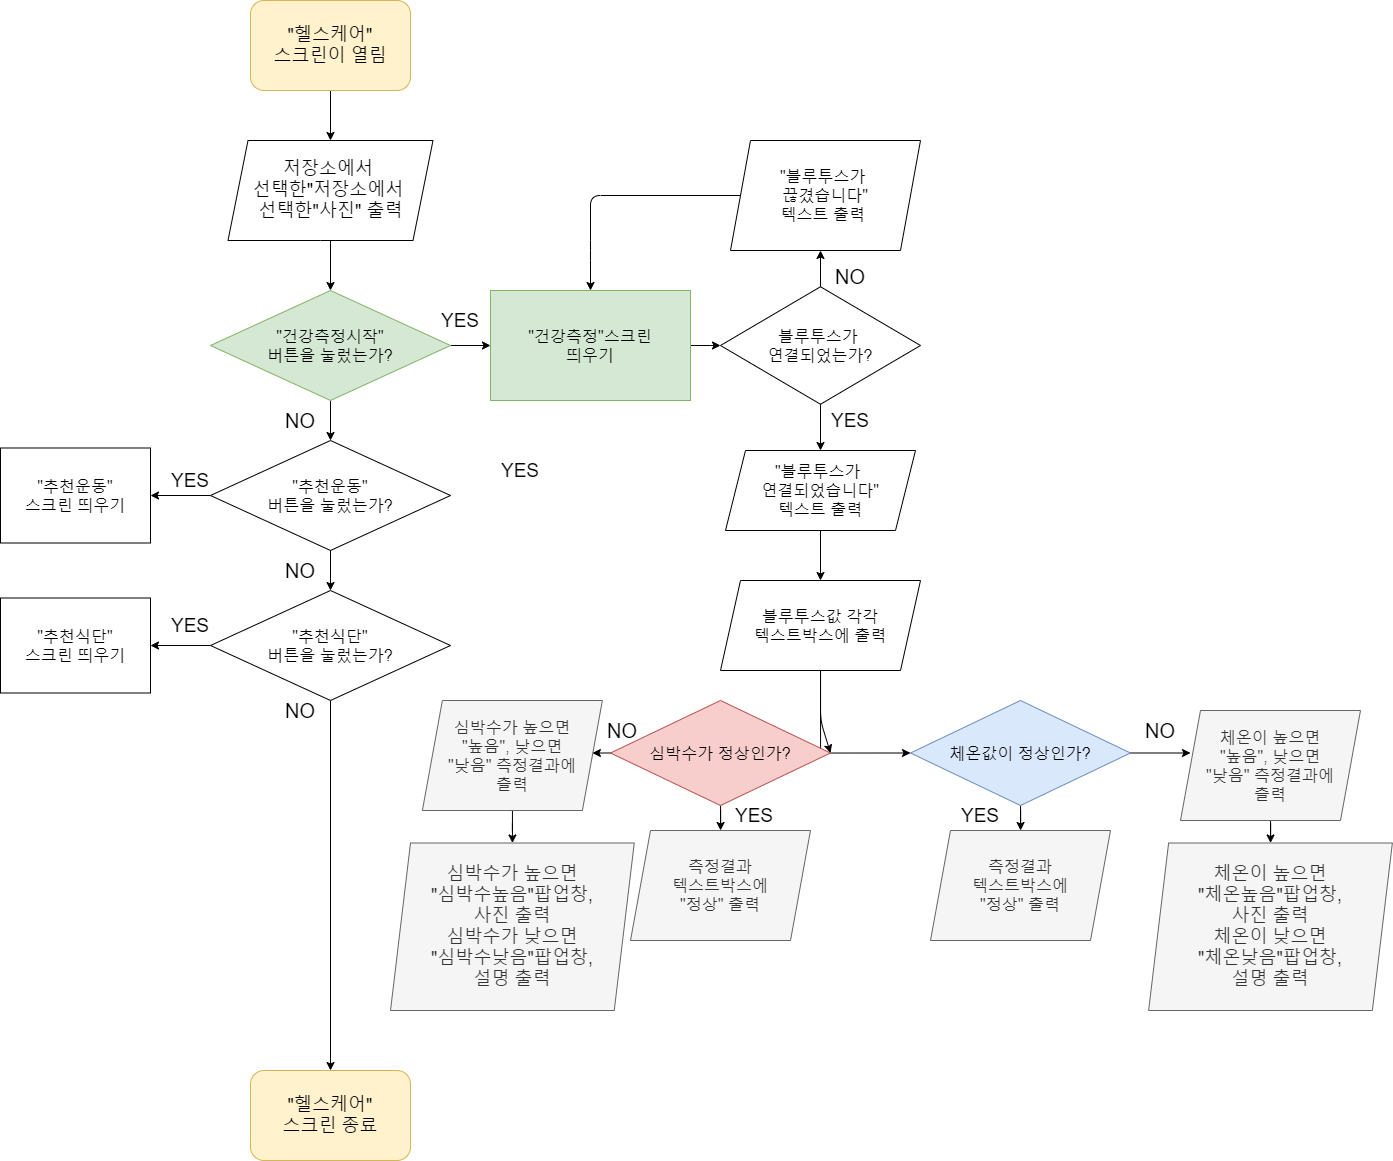 "헬스케어"
스크린이 열림
저장소에서
선택한"저장소에서
선택한"사진" 출력
"블루투스가
끊겼습니다"
텍스트 출력
NO
"건강측정시작"
버튼을 눌렀는가?
YES
"건강측정"스크린
띄우기
블루투스가
연결되었는가?
NO
YES
"추천운동"
스크린 띄우기
YES
"추천운동"
버튼을 눌렀는가?
YES
"블루투스가
연결되었습니다"
텍스트 출력
NO
"추천식단"
스크린 띄우기
YES
"추천식단"
버튼을 눌렀는가?
블루투스값 각각
텍스트박스에 출력
NO
심박수가 높으면
"높음", 낮으면
"낮음" 측정결과에
출력
NO
심박수가 정상인가?
체온값이 정상인가?
NO
체온이 높으면
"높음", 낮으면
"낮음" 측정결과에
출력
YES
YES
심박수가 높으면
"심박수높음"팝업창,
사진 출력
심박수가 낮으면
"심박수낮음"팝업창,
설명 출력
측정결과
텍스트박스에
"정상" 출력
측정결과
텍스트박스에
"정상" 출력
체온이 높으면
"체온높음"팝업창,
사진 출력
체온이 낮으면
"체온낮음"팝업창,
설명 출력
"헬스케어"
스크린 종료